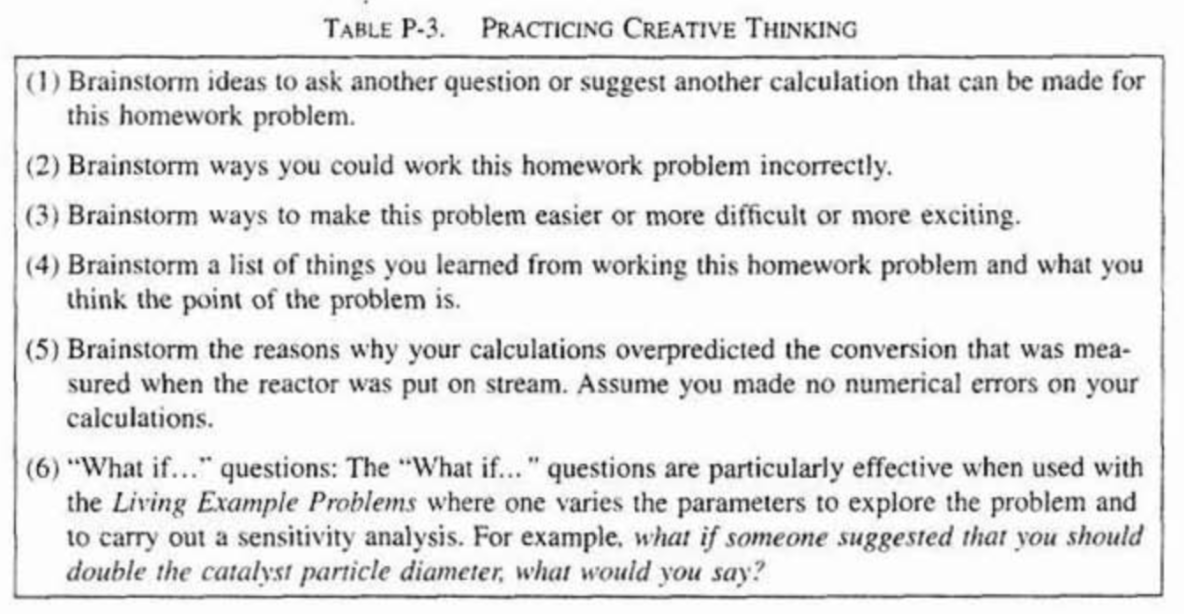 TABLE P-3. PRACTICING CREATIVE THINKING
(1) Brainstorm ideas to ask another question or suggest another calculation that can be made for
this homework problem.
(2) Brainstorm ways you could work this homework problem incorrectly.
(3) Brainstorm ways to make this problem easier or more difficult or more exciting.
(4) Brainstorm a list of things you learned from working this homework problem and what you
think the point of the problem is.
(5) Brainstorm the reasons why your calculations overpredicted the conversion that was mea-
sured when the reactor was put on stream. Assume you made no numerical errors on your
calculations.
(6) "What if..." questions: The "What if... " questions are particularly effective when used with
the Living Example Problems where one varies the parameters to explore the problem and
to carry out a sensitivity analysis. For example, what if someone suggested that you should
double the catalyst particle diameter, what would you say?